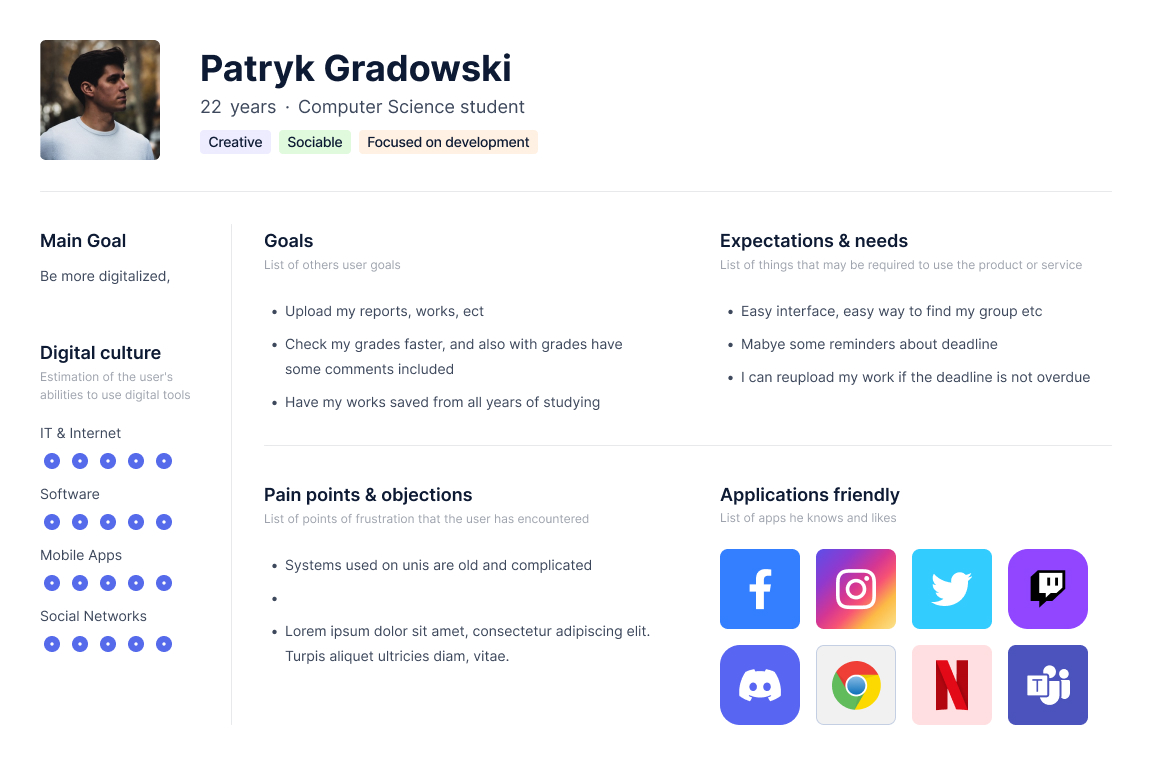 Patryk Gradowski
22 years · Computer Science student
Creative
Sociable
Focused on development
Main Goal
Be more digitalized,
Digital culture
Estimation of the user's
abilities to use digital tools
IT & Internet
Software
Mobile Apps
Social Networks
Goals
List of others user goals
• Upload my reports, works, ect
• Check my grades faster, and also with grades have
some comments included
• Have my works saved from all years of studying
Expectations & needs
List of things that may be required to use the product or service
• Easy interface, easy way to find my group etc
• Mabye some reminders about deadline
• I can reupload my work if the deadline is not overdue
Pain points & objections
List of points of frustration that the user has encountered
• Systems used on unis are old and complicated
•
• Lorem ipsum dolor sit amet, consectetur adipiscing elit.
Turpis aliquet ultricies diam, vitae.
Applications friendly
List of apps he knows and likes
f
N
T